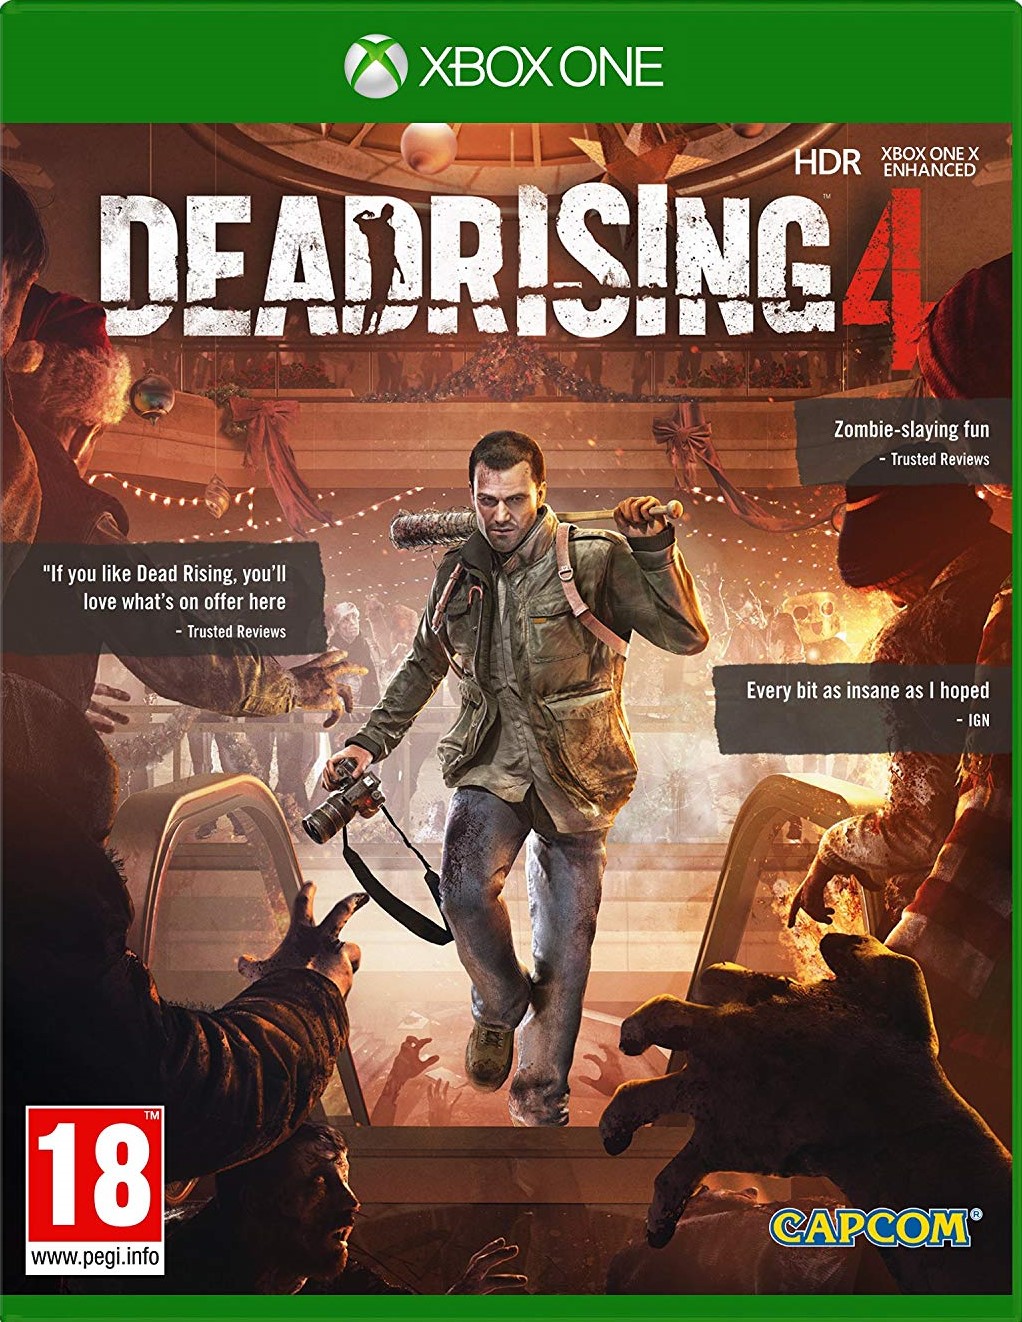 XBOX ONE
HDR
XBOX ONE X
ENHANCED
DEADRISING 4
™
Zombie-slaying fun
- Trusted Reviews
"If you like Dead Rising, you'll
love what's on offer here
- Trusted Reviews
Every bit as insane as I hoped
- IGN
18
™
www.pegi.info
CAPCOM®